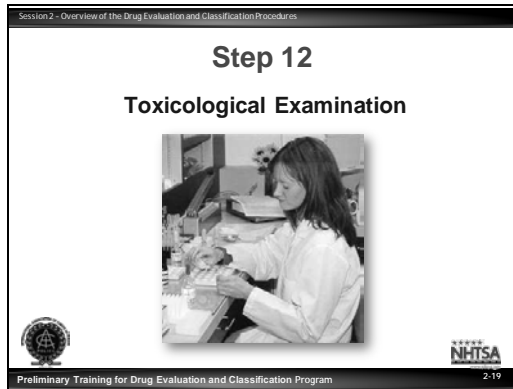 Session 2 – Overview of the Drug Evaluation and Classification Procedures
Step 12
Toxicological Examination
NHTSA
Preliminary Training for Drug Evaluation and Classification Program
2-19